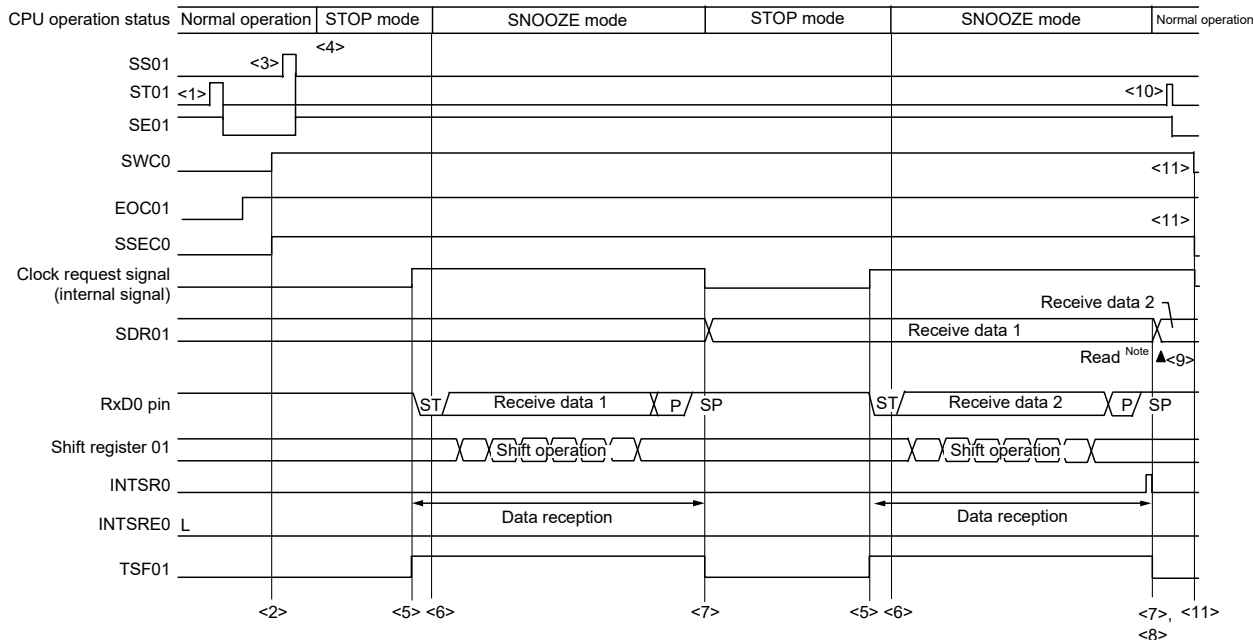 CPU operation status Normal operation STOP mode SNOOZE mode STOP mode SNOOZE mode Normal operation
<4>
SS01 <3>
ST01 <1> <10>
SE01
SWC0 <11>
EOC01
<11>
SSEC0
Clock request signal
(internal signal)
Receive data 2
SDR01 Receive data 1
Read Note ▲<9>
RxD0 pin ST Receive data 1 P SP ST Receive data 2 P SP
Shift register 01 Shift operation Shift operation
INTSR0
Data reception Data reception
INTSRE0 L
TSF01
<2> <5> <6> <7> <5> <6> <7>, <11>
<8>